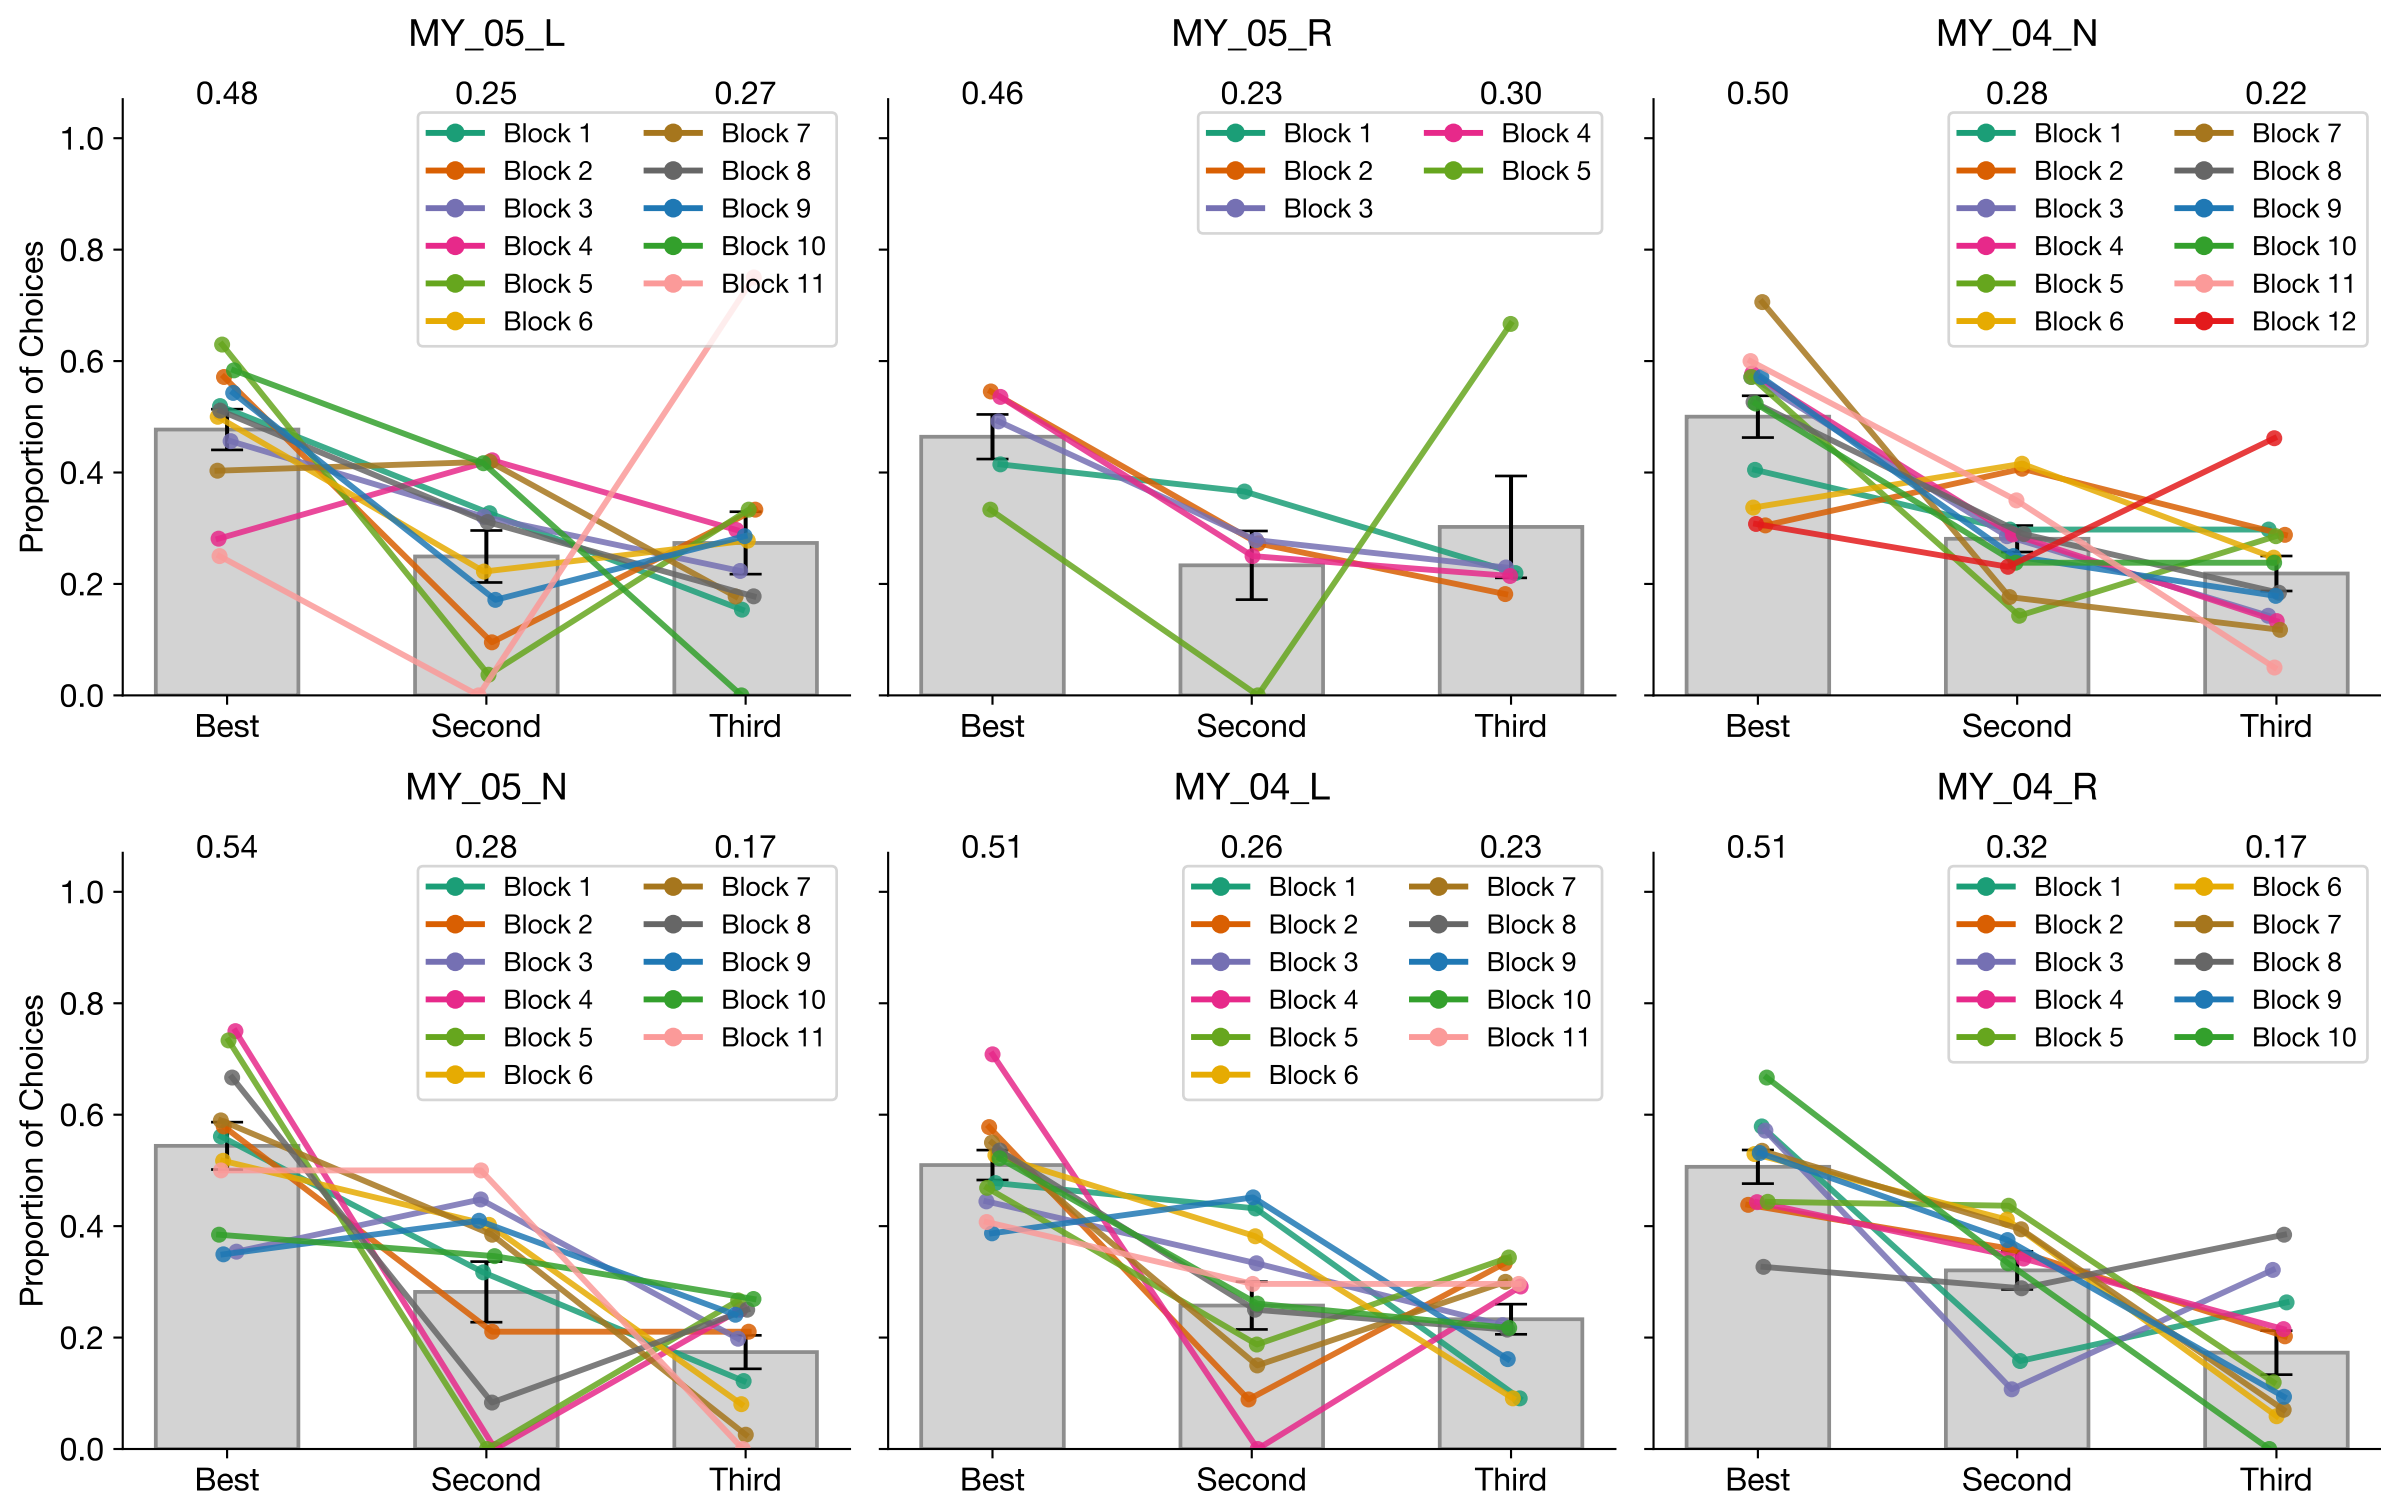 MY_05_L
0.48 0.25 0.27
Block 1 Block 7
Block 2 Block 8
Block 3 Block 9
Block 4 Block 10
Block 5 Block 11
Block 6
1.0
0.8
0.6
0.4
0.2
0.0
Proportion of Choices
Best Second Third
MY_05_R
0.46 0.23 0.30
Block 1 Block 4
Block 2 Block 5
Block 3
Best Second Third
MY_04_N
0.50 0.28 0.22
Block 1 Block 7
Block 2 Block 8
Block 3 Block 9
Block 4 Block 10
Block 5 Block 11
Block 6 Block 12
Best Second Third
MY_05_N
0.54 0.28 0.17
Block 1 Block 7
Block 2 Block 8
Block 3 Block 9
Block 4 Block 10
Block 5 Block 11
Block 6
1.0
0.8
0.6
0.4
0.2
0.0
Proportion of Choices
Best Second Third
MY_04_L
0.51 0.26 0.23
Block 1 Block 7
Block 2 Block 8
Block 3 Block 9
Block 4 Block 10
Block 5 Block 11
Block 6
Best Second Third
MY_04_R
0.51 0.32 0.17
Block 1 Block 6
Block 2 Block 7
Block 3 Block 8
Block 4 Block 9
Block 5 Block 10
Best Second Third